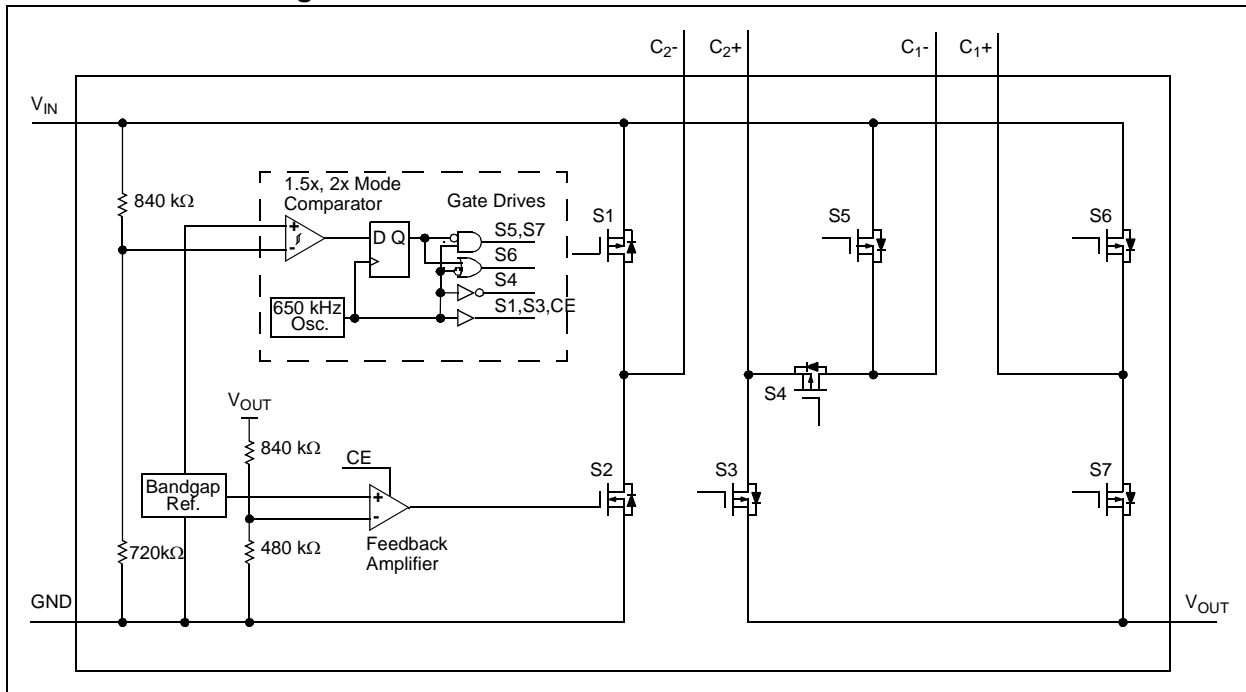 C2- C2+ C1- C1+
VIN
840 kΩ
1.5x, 2x Mode
Comparator
Gate Drives
+
-
D Q
S5,S7
S6
S4
S1,S3,CE
650 kHz
Osc.
S1
S5
S6
S4
VOUT
840 kΩ
CE
Bandgap
Ref.
+
-
Feedback
Amplifier
S2
S3
S7
720kΩ
480 kΩ
GND
VOUT